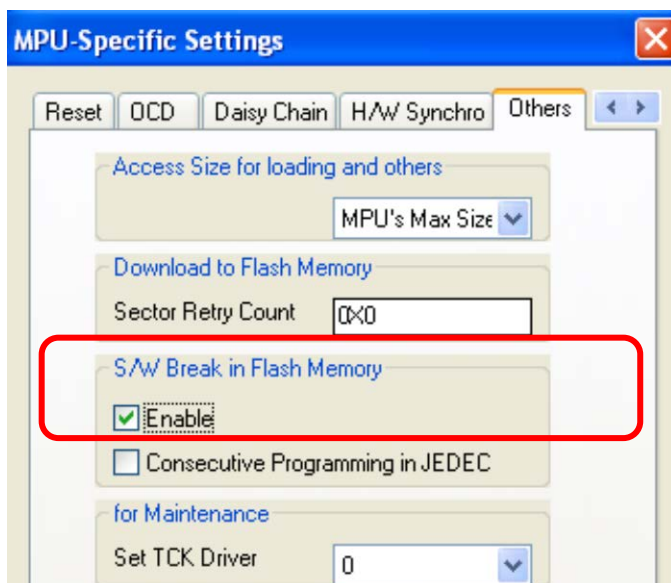 MPU-Specific Settings
Reset OCD Daisy Chain H/W Synchro Others
Access Size for loading and others
MPU's Max Size
Download to Flash Memory
Sector Retry Count 0X0
S/W Break in Flash Memory
Enable
Consecutive Programming in JEDEC
for Maintenance
Set TCK Driver 0